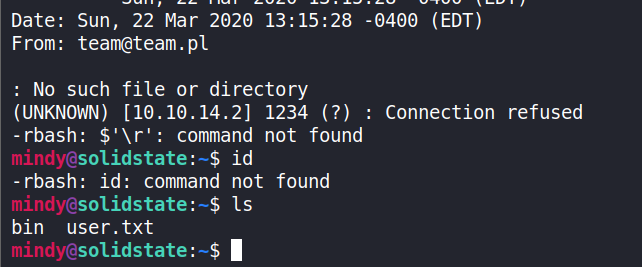 Sun, 22 Mar 2020 13:15:28 -0400 (EDT)
Date: Sun, 22 Mar 2020 13:15:28 -0400 (EDT)
From: team@team.pl
: No such file or directory
(UNKNOWN) [10.10.14.2] 1234 (?) : Connection refused
-rbash: $'\r': command not found
mindy@solidstate:~$ id
-rbash: id: command not found
mindy@solidstate:~$ ls
bin  user.txt
mindy@solidstate:~$